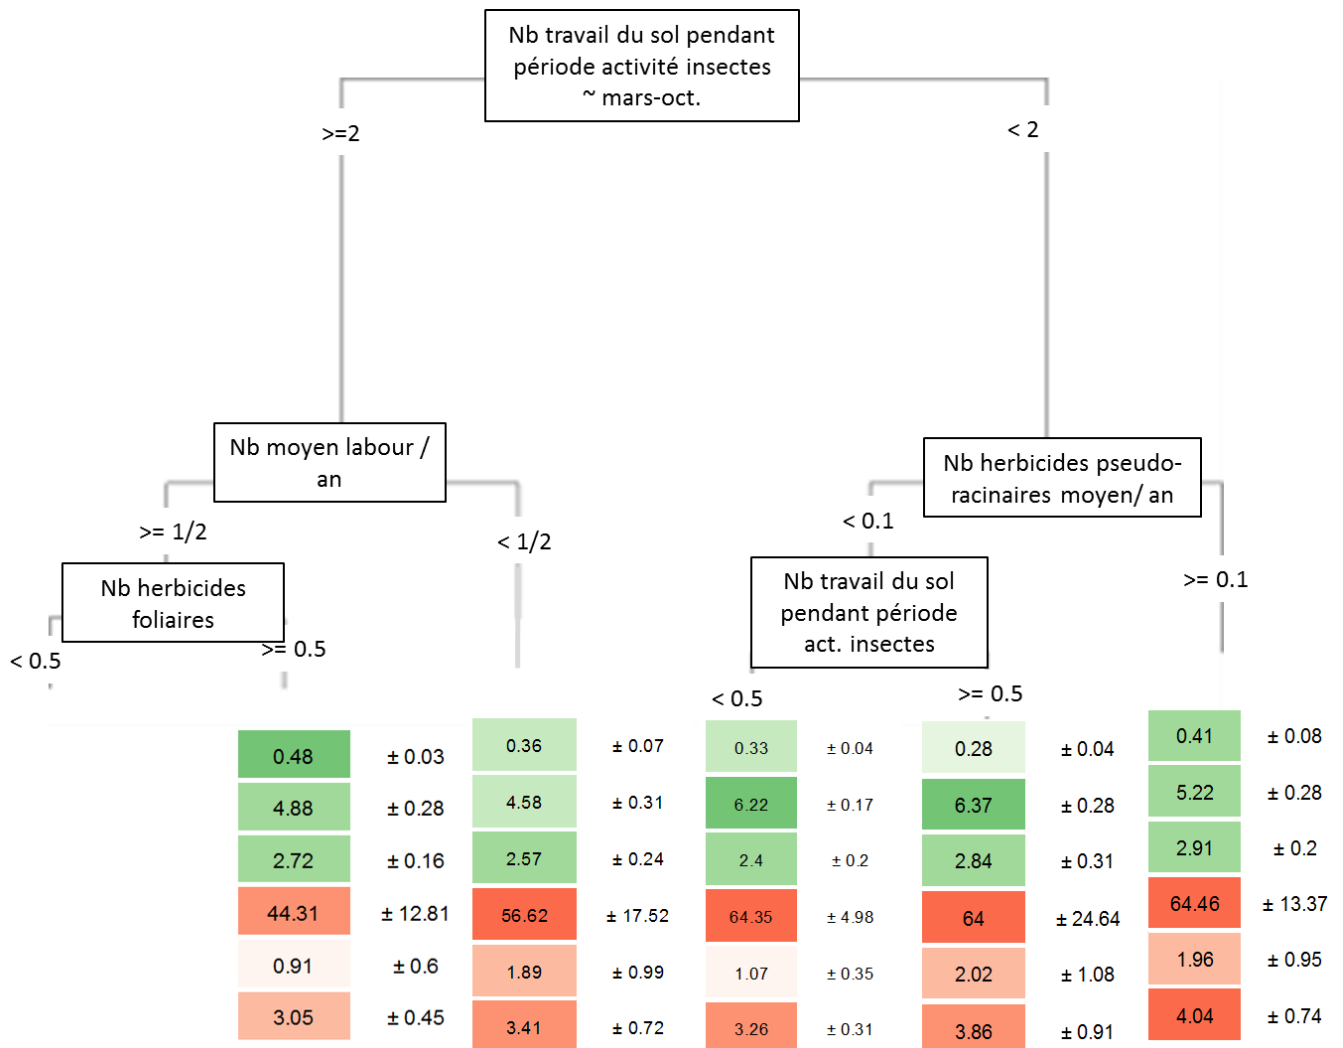 Nb travail du sol pendant
période activité insectes
~ mars-oct.
>=2
< 2
Nb moyen labour /
an
Nb herbicides pseudo-
racinaires moyen/ an
>= 1/2
< 1/2
< 0.1
>= 0.1
Nb herbicides
foliaires
Nb travail du sol
pendant période
act. insectes
< 0.5
>= 0.5
< 0.5
>= 0.5
0.48 ± 0.03 0.36 ± 0.07 0.33 ± 0.04 0.28 ± 0.04 0.41 ± 0.08
4.88 ± 0.28 4.58 ± 0.31 6.22 ± 0.17 6.37 ± 0.28 5.22 ± 0.28
2.72 ± 0.16 2.57 ± 0.24 2.4 ± 0.2 2.84 ± 0.31 2.91 ± 0.2
44.31 ± 12.81 56.62 ± 17.52 64.35 ± 4.98 64 ± 24.64 64.46 ± 13.37
0.91 ± 0.6 1.89 ± 0.99 1.07 ± 0.35 2.02 ± 1.08 1.96 ± 0.95
3.05 ± 0.45 3.41 ± 0.72 3.26 ± 0.31 3.86 ± 0.91 4.04 ± 0.74